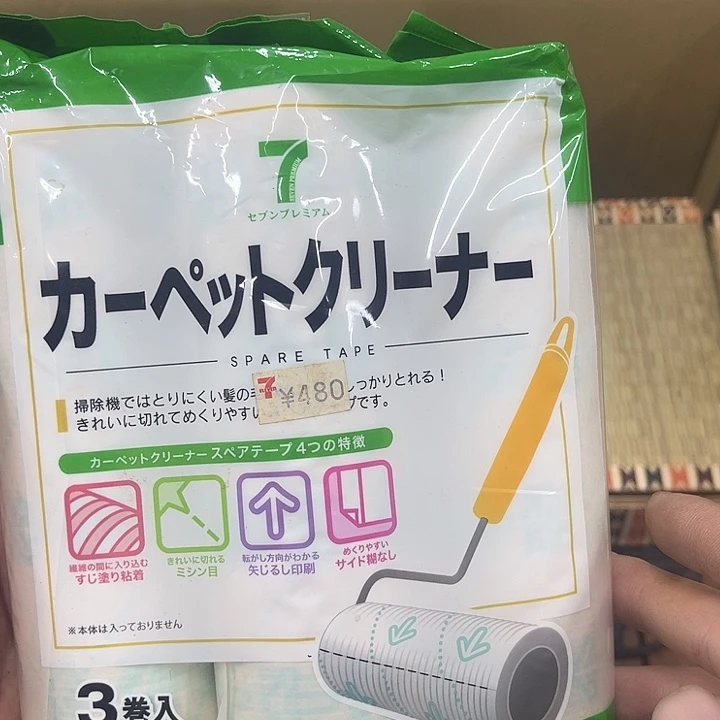 7
SEVEN PREMIUM
セブンプレミアム
カーペットクリーナー
SPARE TAPE
掃除機ではとりにくい髪の しっかりとれる！
きれいに切れてめくりやすい です。
7
ELEVEN
¥480
カーペットクリーナー スペアテープ 4つの特徴
繊維の間に入り込む
すじ塗り粘着
きれいに切れる
ミシン目
転がし方向がわかる
矢じるし印刷
めくりやすい
サイド糊なし
※本体は入っておりません
3巻入